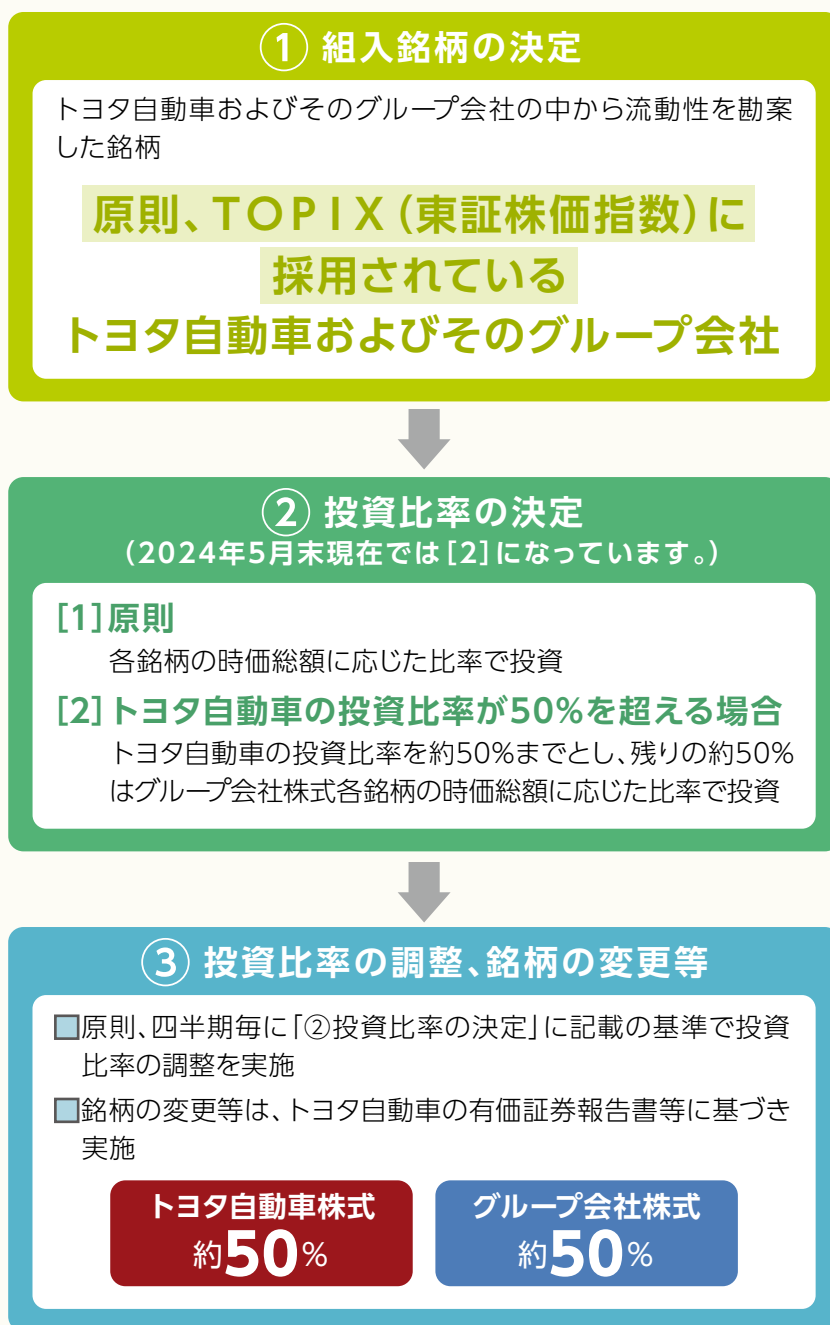 ① 組入銘柄の決定
トヨタ自動車およびそのグループ会社の中から流動性を勘案
した銘柄
原則、TOPIX(東証株価指数)に
採用されている
トヨタ自動車およびそのグループ会社
② 投資比率の決定
(2024年5月末現在では[2]になっています。)
[1]原則
各銘柄の時価総額に応じた比率で投資
[2]トヨタ自動車の投資比率が50%を超える場合
トヨタ自動車の投資比率を約50%までとし、残りの約50%
はグループ会社株式各銘柄の時価総額に応じた比率で投資
③ 投資比率の調整、銘柄の変更等
■原則、四半期毎に「②投資比率の決定」に記載の基準で投資
比率の調整を実施
■銘柄の変更等は、トヨタ自動車の有価証券報告書等に基づき
実施
トヨタ自動車株式
約50%
グループ会社株式
約50%